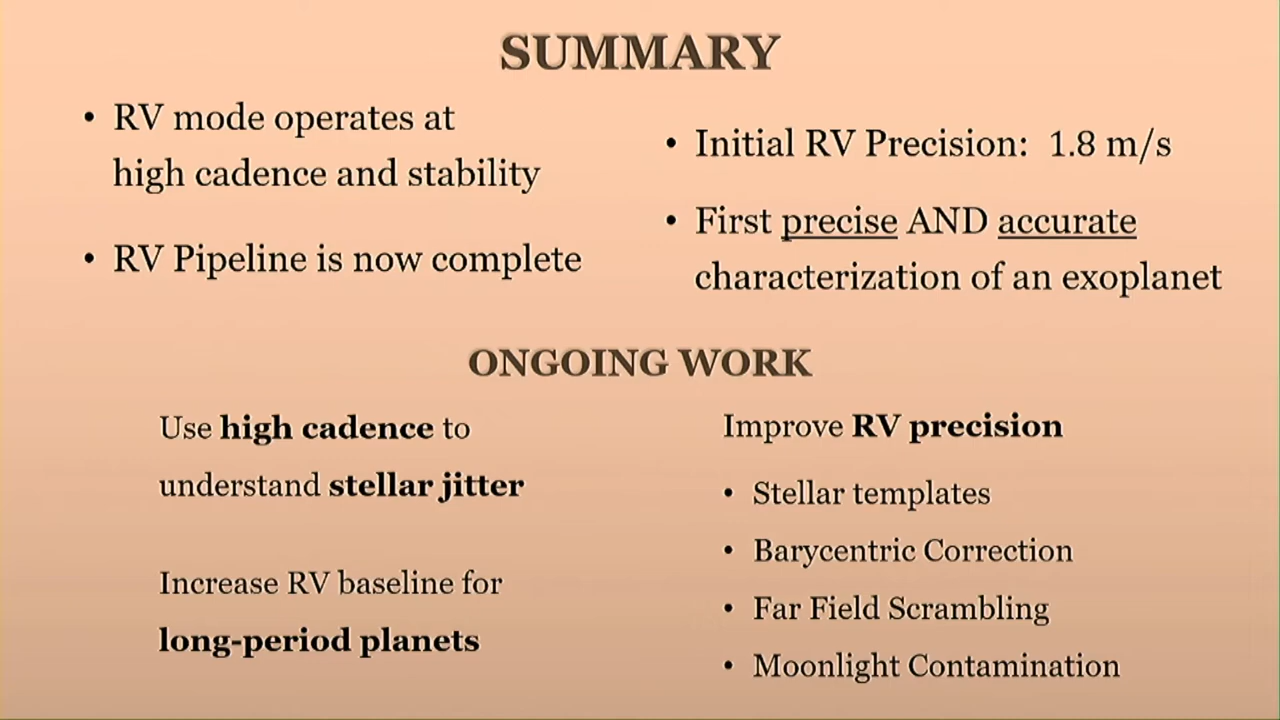 SUMMARY
• RV mode operates at
high cadence and stability
• RV Pipeline is now complete
• Initial RV Precision: 1.8 m/s
• First precise AND accurate
characterization of an exoplanet
ONGOING WORK
Use high cadence to
understand stellar jitter
Increase RV baseline for
long-period planets
Improve RV precision
• Stellar templates
• Barycentric Correction
• Far Field Scrambling
• Moonlight Contamination